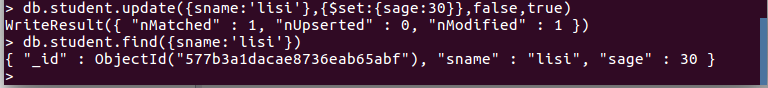 > db.student.update({sname:'lisi'},{$set:{sage:30}},false,true)
WriteResult({ "nMatched" : 1, "nUpserted" : 0, "nModified" : 1 })
> db.student.find({sname:'lisi'})
{ "_id" : ObjectId("577b3a1dacae8736eab65abf"), "sname" : "lisi", "sage" : 30 }
>